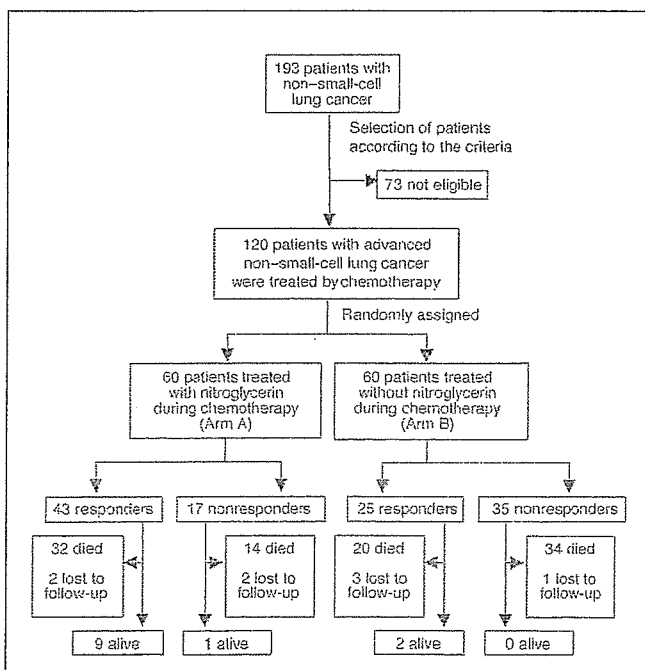 193 patients with
non–small-cell
lung cancer
Selection of patients
according to the criteria
73 not eligible
120 patients with advanced
non–small-cell lung cancer
were treated by chemotherapy
Randomly assigned
60 patients treated
with nitroglycerin
during chemotherapy
(Arm A)
60 patients treated
without nitroglycerin
during chemotherapy
(Arm B)
43 responders
17 nonresponders
25 responders
35 nonresponders
32 died
2 lost to
follow-up
14 died
2 lost to
follow-up
20 died
3 lost to
follow-up
34 died
1 lost to
follow-up
9 alive
1 alive
2 alive
0 alive